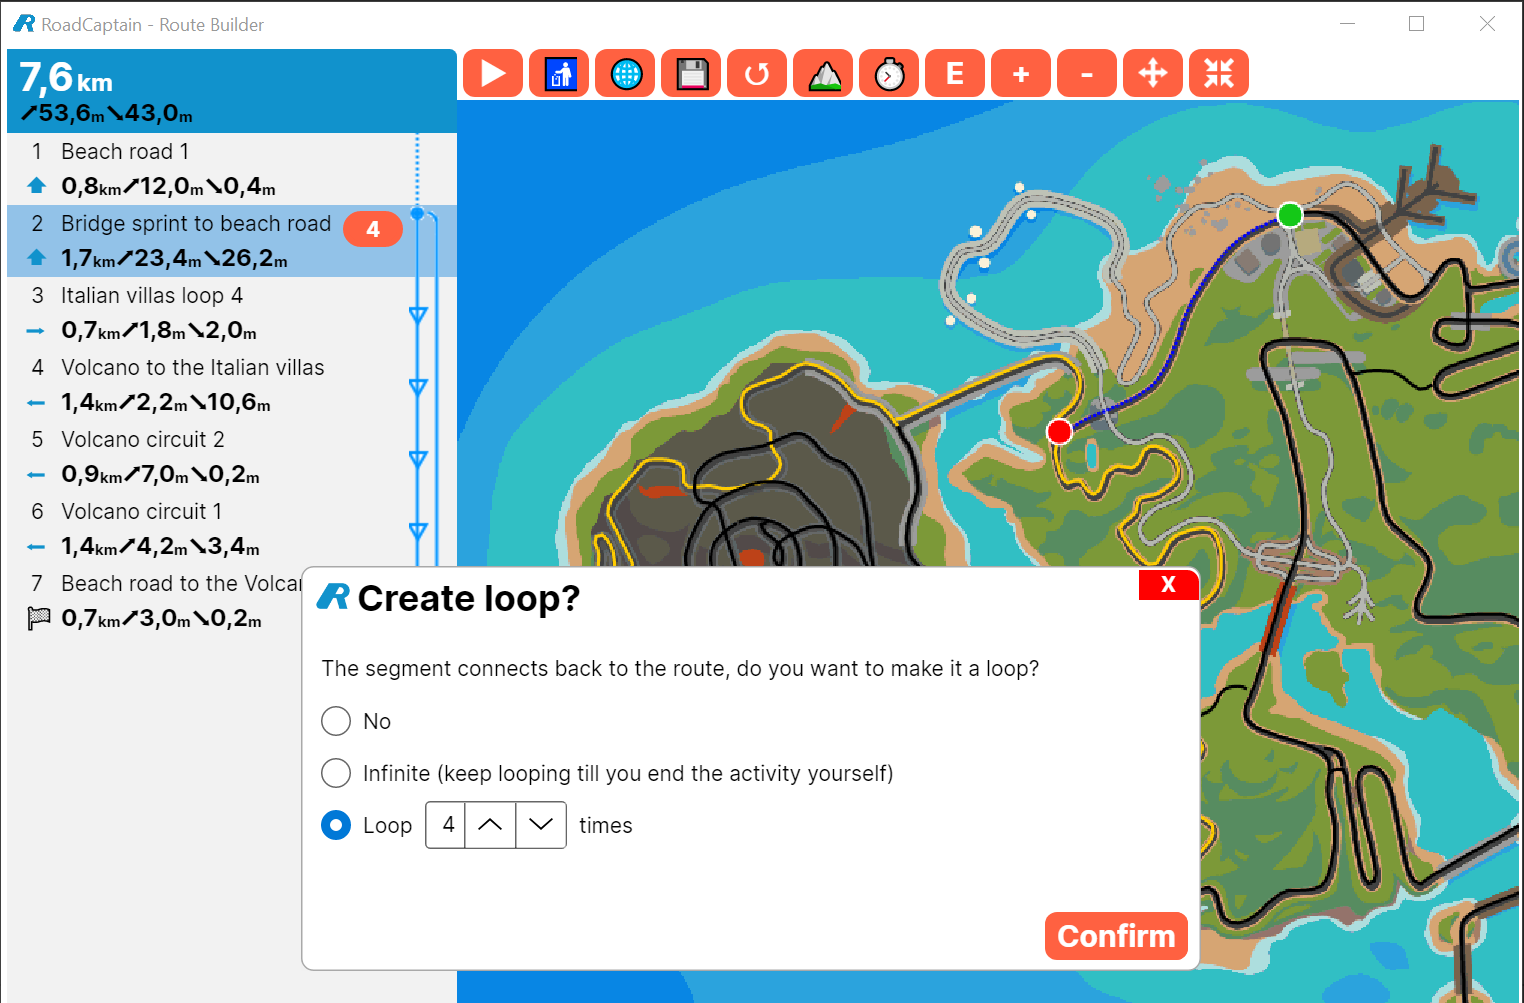 RoadCaptain - Route Builder
7,6 km
↗53,6m↘43,0m
E
+
-
1 Beach road 1
0,8km↗12,0m↘0,4m
2 Bridge sprint to beach road 4
1,7km↗23,4m↘26,2m
3 Italian villas loop 4
0,7km↗1,8m↘2,0m
4 Volcano to the Italian villas
1,4km↗2,2m↘10,6m
5 Volcano circuit 2
0,9km↗7,0m↘0,2m
6 Volcano circuit 1
1,4km↗4,2m↘3,4m
7 Beach road to the
0,7km↗3,0m↘0,2m
Create loop?
X
The segment connects back to the route, do you want to make it a loop?
No
Infinite (keep looping till you end the activity yourself)
Loop 4 times
Confirm